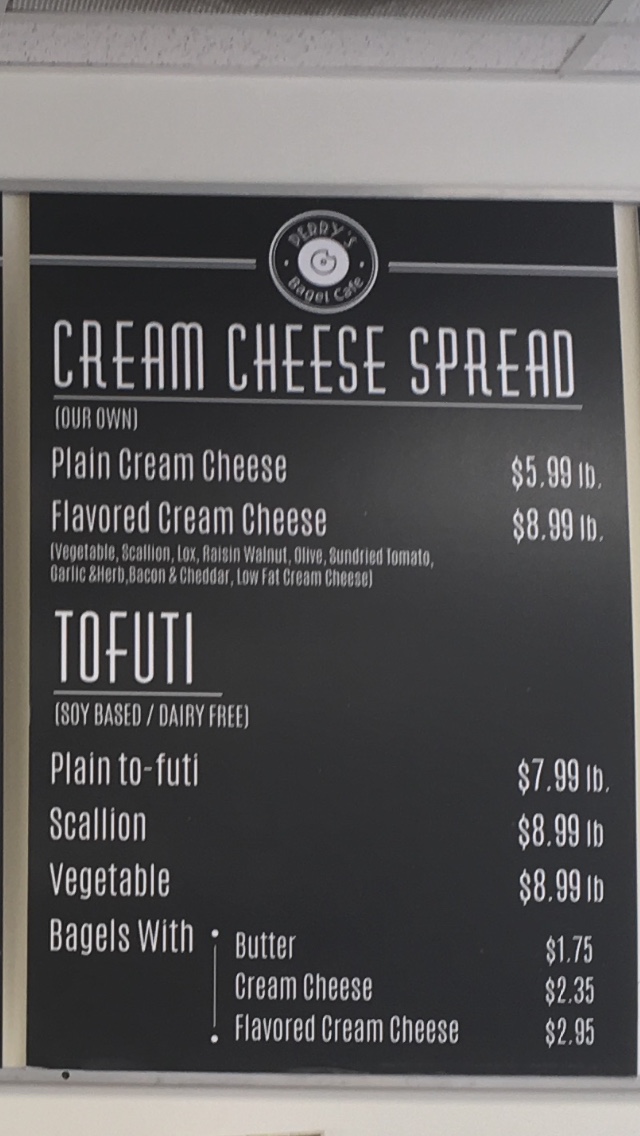 PERRY'S
Bagel Cafe
CREAM CHEESE SPREAD
(OUR OWN)
Plain Cream Cheese $5.99 lb.
Flavored Cream Cheese $8.99 lb.
(Vegetable, Scallion, Lox, Raisin Walnut, Olive, Sundried Tomato,
Garlic &Herb,Bacon & Cheddar, Low Fat Cream Cheese)
TOFUTI
(SOY BASED / DAIRY FREE)
Plain to-futi $7.99 lb.
Scallion $8.99 lb
Vegetable $8.99 lb
Bagels With • Butter $1.75
Cream Cheese $2.35
• Flavored Cream Cheese $2.95